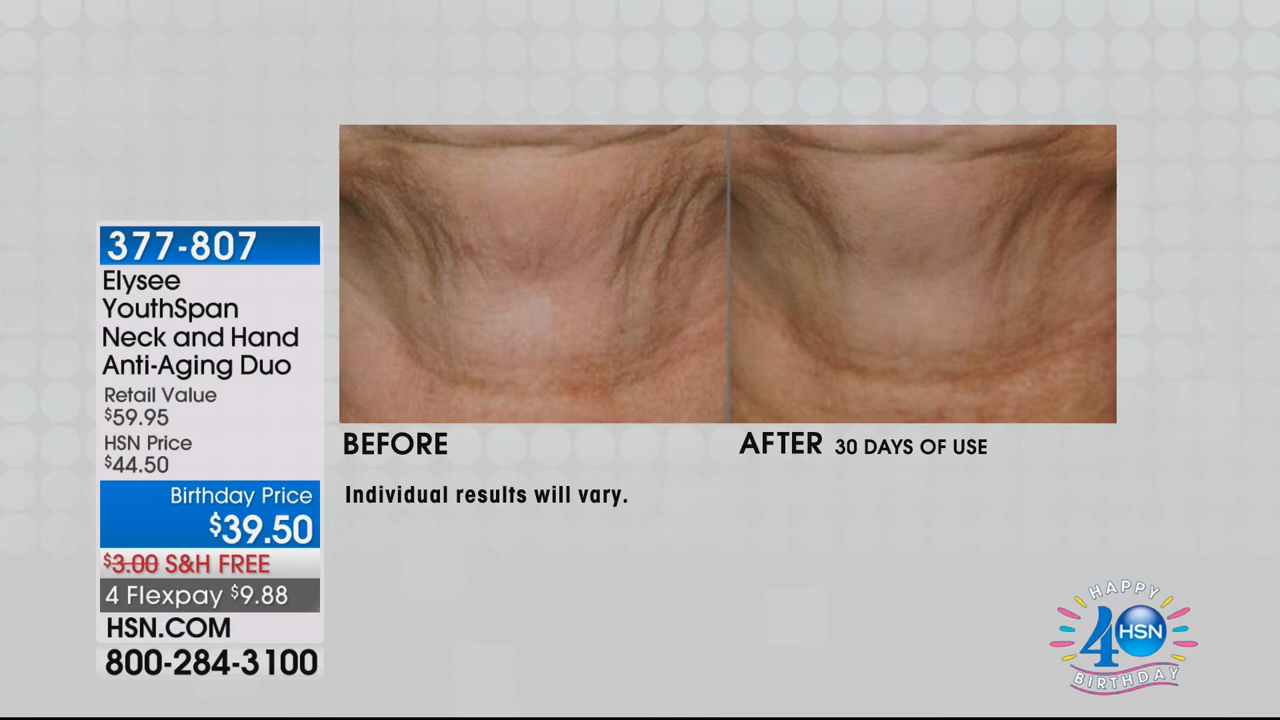 377-807
Elysee
YouthSpan
Neck and Hand
Anti-Aging Duo
Retail Value
$59.95
HSN Price
$44.50
Birthday Price
$39.50
$3.00 S&H FREE
4 Flexpay $9.88
HSN.COM
800-284-3100
BEFORE
AFTER 30 DAYS OF USE
Individual results will vary.
HAPPY
40 HSN
BIRTHDAY